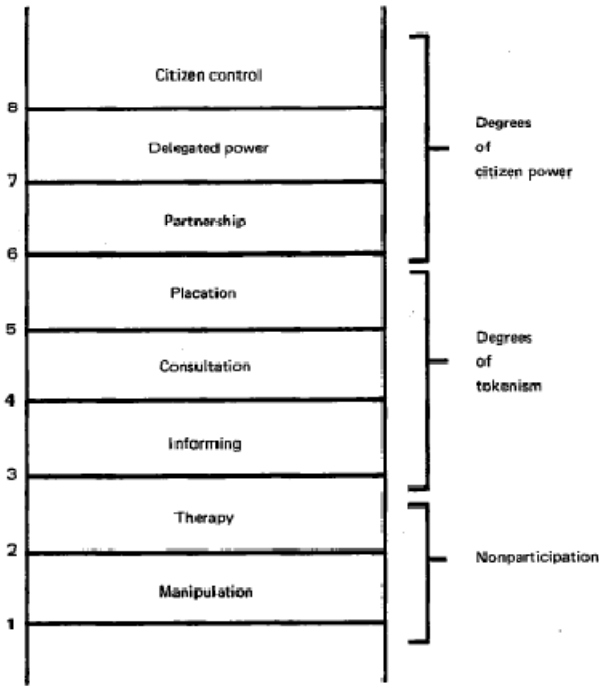 Citizen control
8
Delegated power
7
Partnership
6
Placation
5
Consultation
4
Informing
3
Therapy
2
Manipulation
1
Degrees
of
citizen power
Degrees
of
tokenism
Nonparticipation